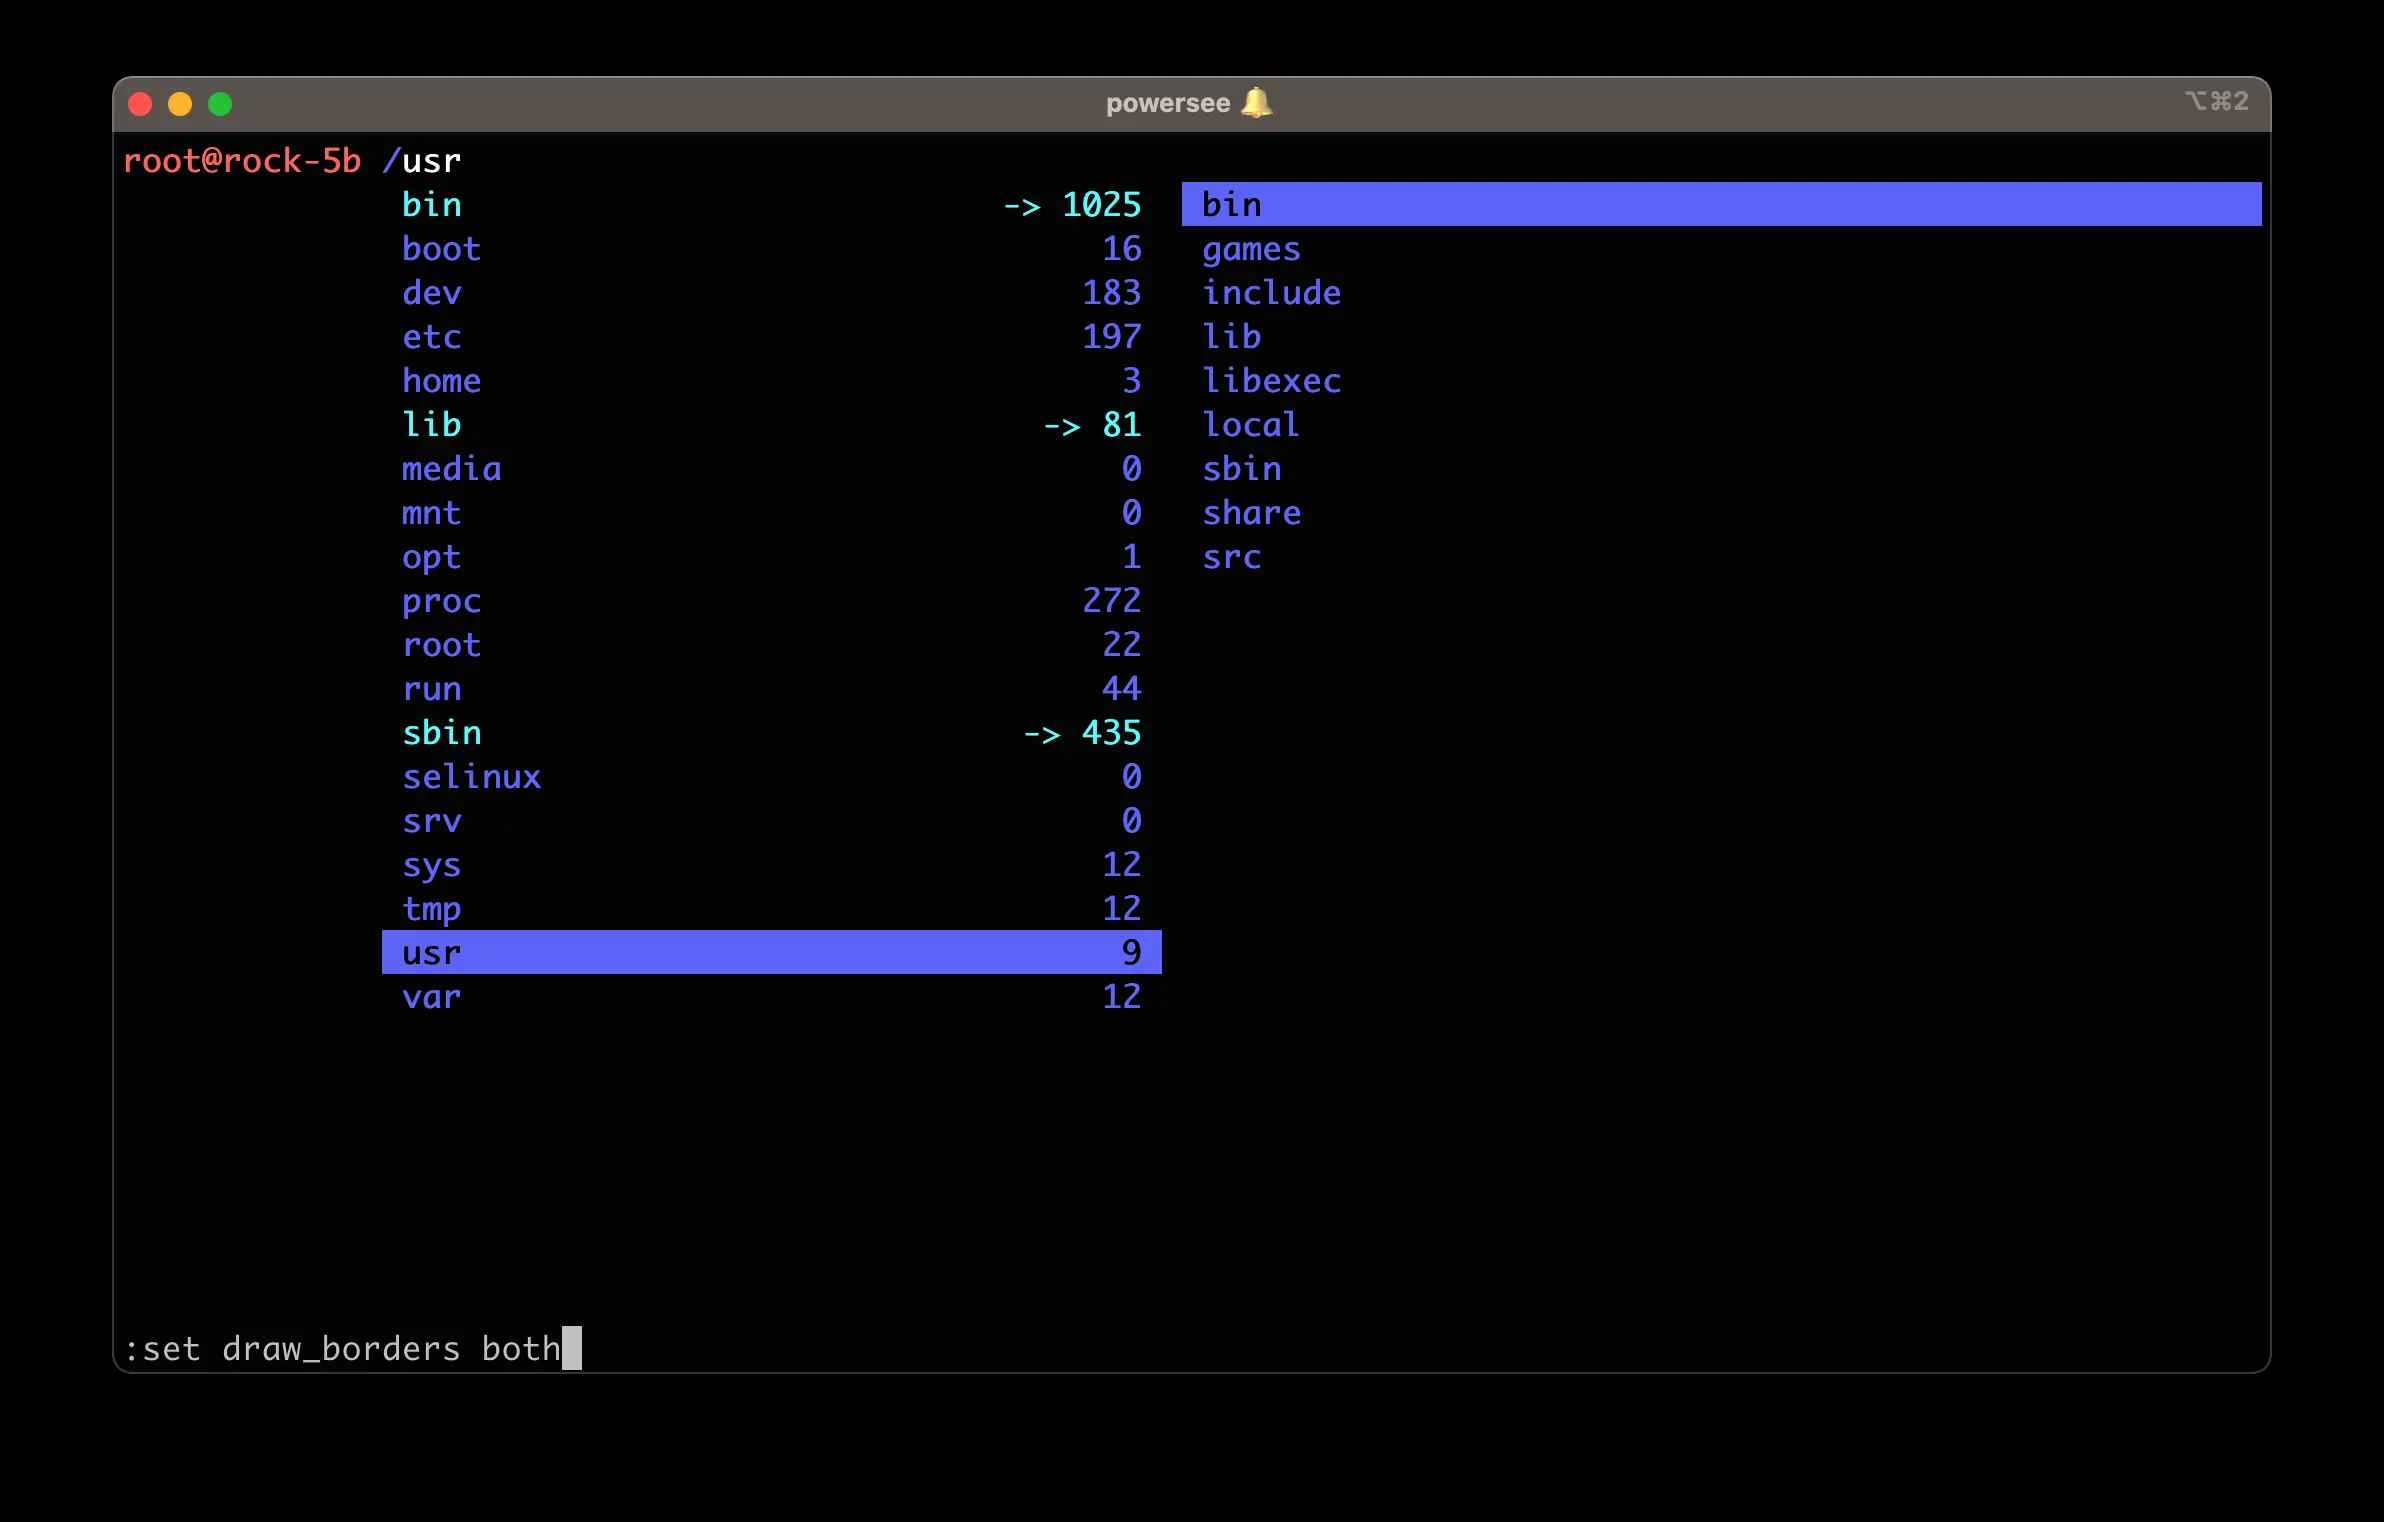 powersee 🔔 ⌥⌘2
root@rock-5b /usr
bin -> 1025 bin
boot 16 games
dev 183 include
etc 197 lib
home 3 libexec
lib -> 81 local
media 0 sbin
mnt 0 share
opt 1 src
proc 272
root 22
run 44
sbin -> 435
selinux 0
srv 0
sys 12
tmp 12
usr 9
var 12
:set draw_borders both